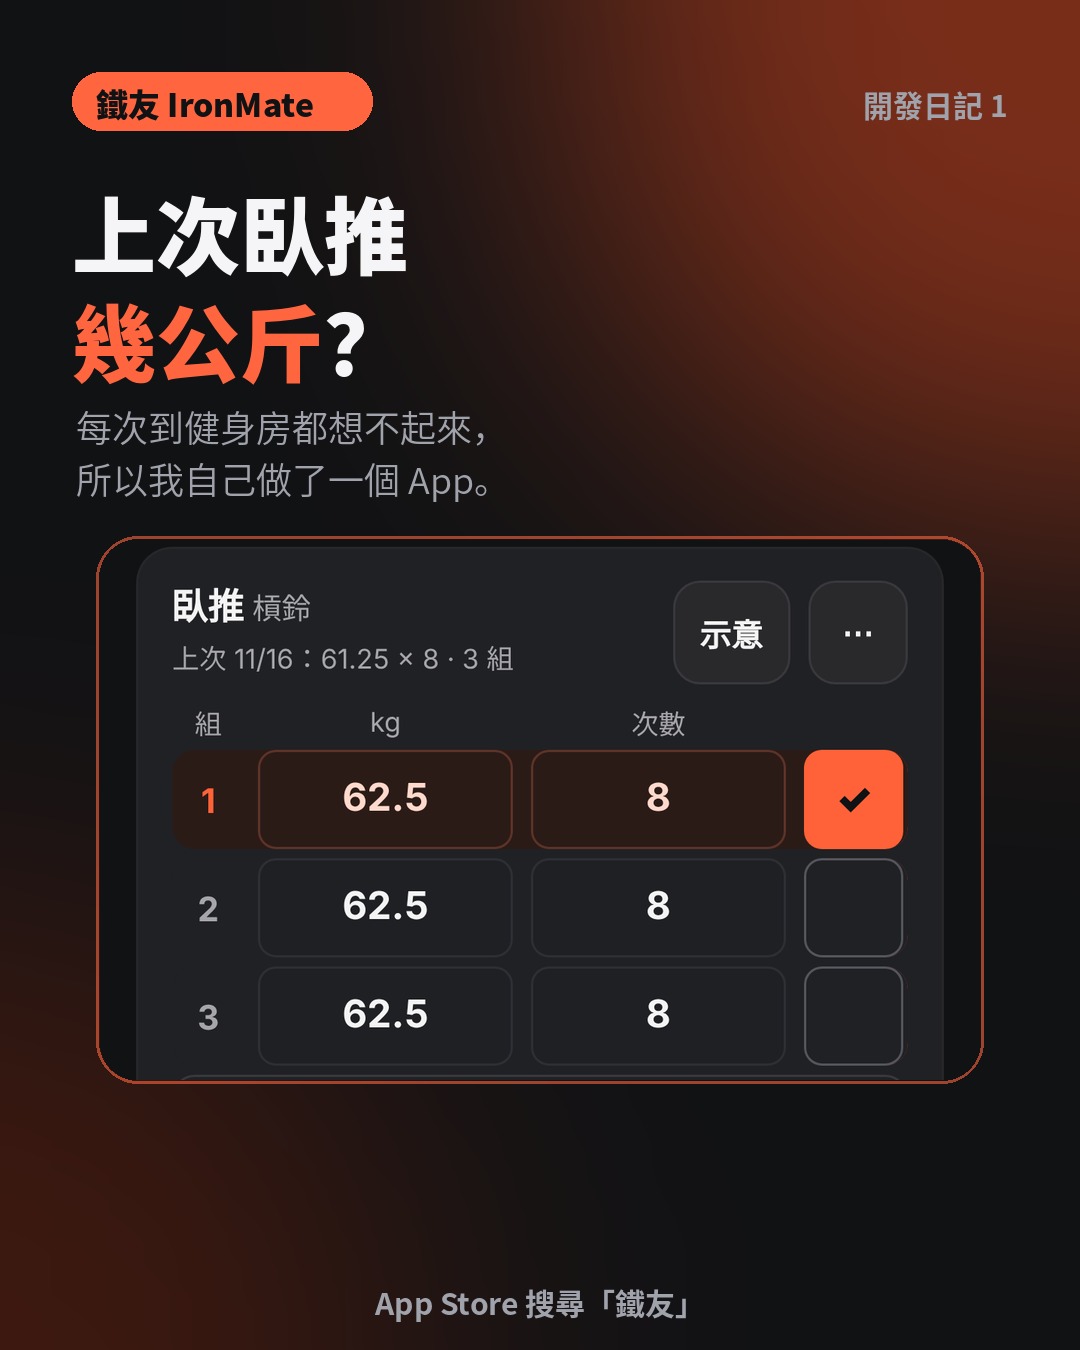 鐵友 IronMate
開發日記 1
上次臥推
幾公斤?
每次到健身房都想不起來，
所以我自己做了一個 App。
臥推 槓鈴
示意
…
上次 11/16：61.25 × 8 · 3 組
組 kg 次數
1 62.5 8 ✓
2 62.5 8
3 62.5 8
App Store 搜尋「鐵友」